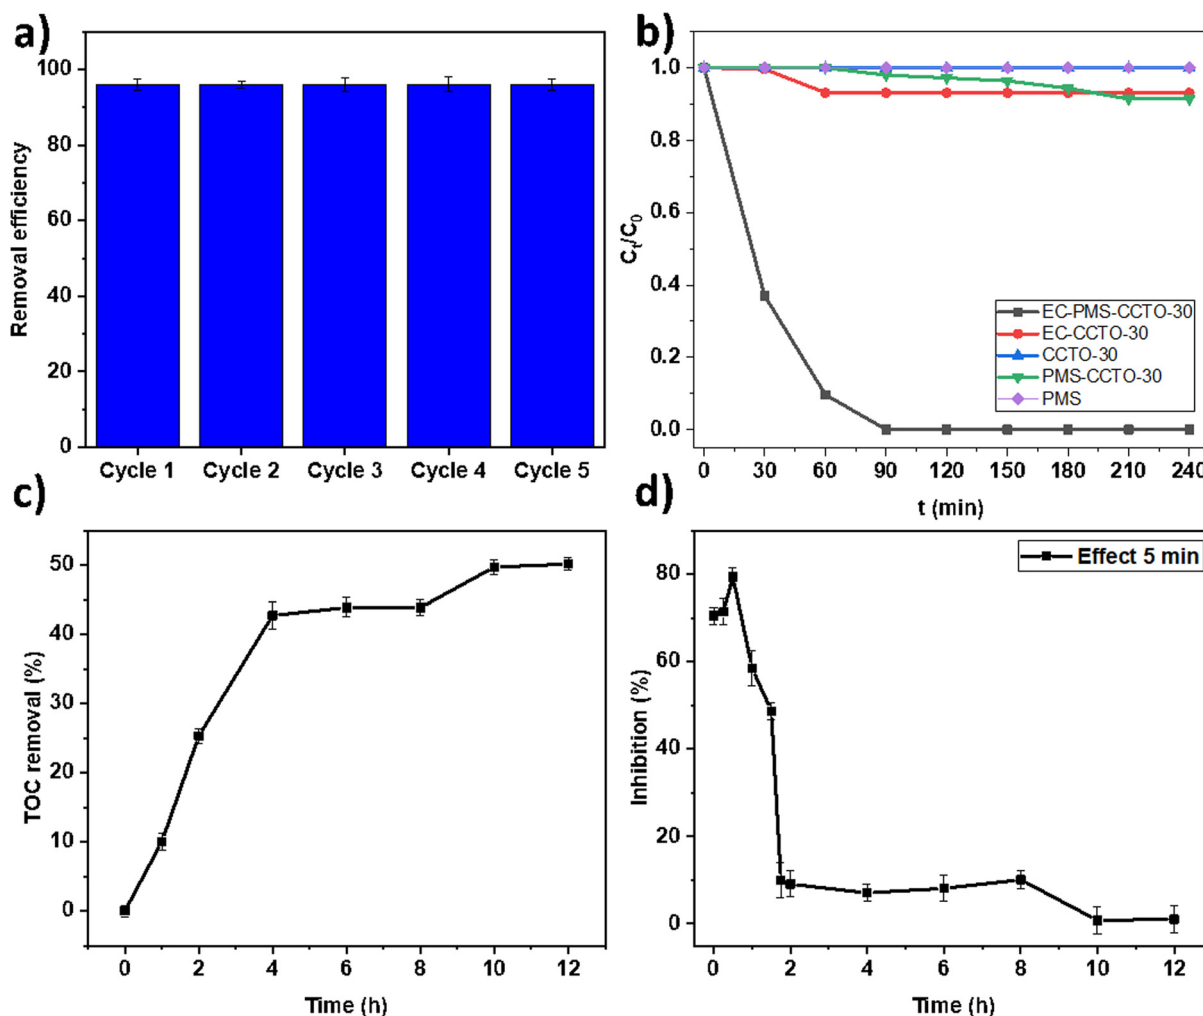 a)
Removal efficiency
100
80
60
40
20
0
Cycle 1 Cycle 2 Cycle 3 Cycle 4 Cycle 5
b)
Ct/C0
1.0
0.8
0.6
0.4
0.2
0.0
EC-PMS-CCTO-30
EC-CCTO-30
CCTO-30
PMS-CCTO-30
PMS
0 30 60 90 120 150 180 210 240
t (min)
c)
TOC removal (%)
50
40
30
20
10
0
0 2 4 6 8 10 12
Time (h)
d)
Effect 5 min
Inhibition (%)
80
60
40
20
0
0 2 4 6 8 10 12
Time (h)